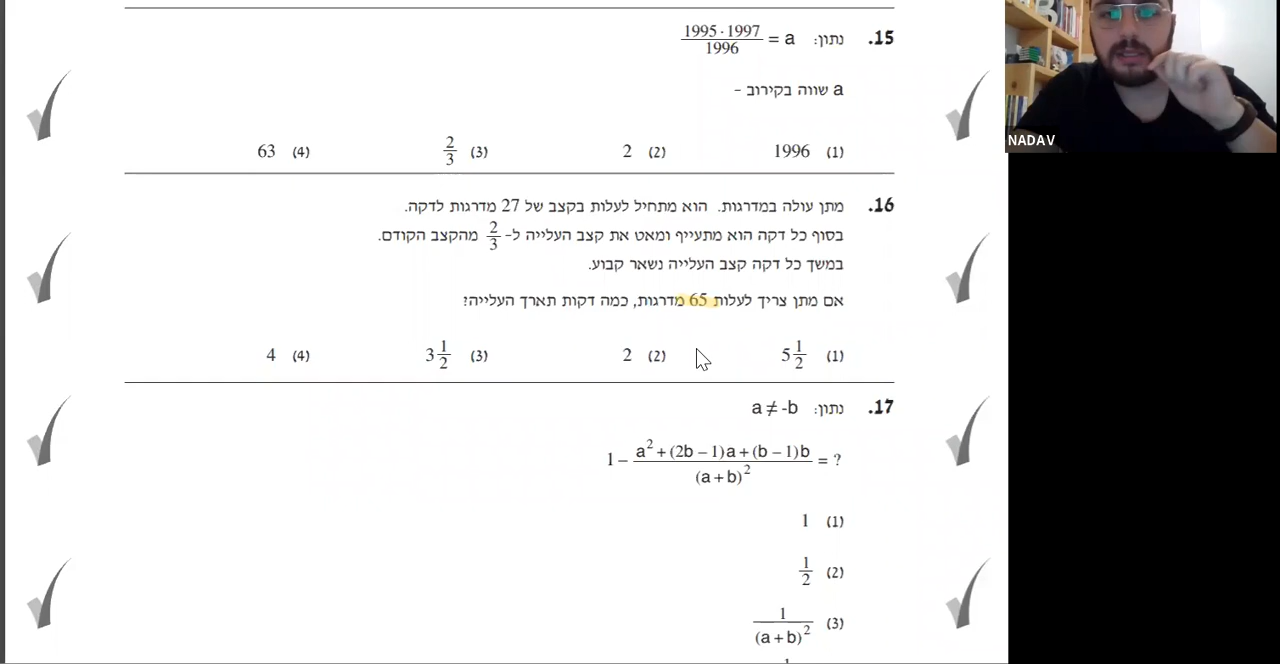 15. נתון: 1995 · 1997 / 1996 = a
a שווה בקירוב -
(1) 1996 (2) 2 (3) 2/3 (4) 63
16. מתן עולה במדרגות. הוא מתחיל לעלות בקצב של 27 מדרגות לדקה.
בסוף כל דקה הוא מתעייף ומאט את קצב העלייה ל- 2/3 מהקצב הקודם.
במשך כל דקה קצב העלייה נשאר קבוע.
אם מתן צריך לעלות 65 מדרגות, כמה דקות תארך העלייה?
(1) 5 1/2 (2) 2 (3) 3 1/2 (4) 4
17. נתון: a ≠ -b
1 - (a² + (2b - 1)a + (b - 1)b) / (a + b)² = ?
(1) 1
(2) 1/2
(3) 1 / (a + b)²
NADAV